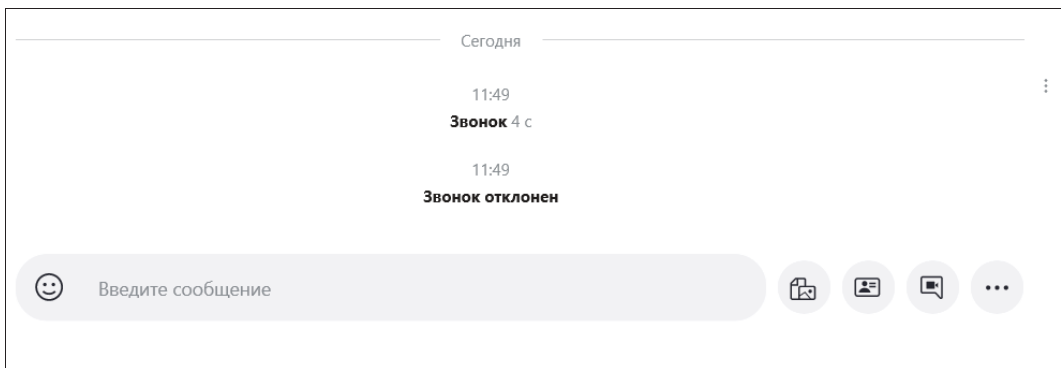 Сегодня
11:49
Звонок 4 с
11:49
Звонок отклонен
Введите сообщение